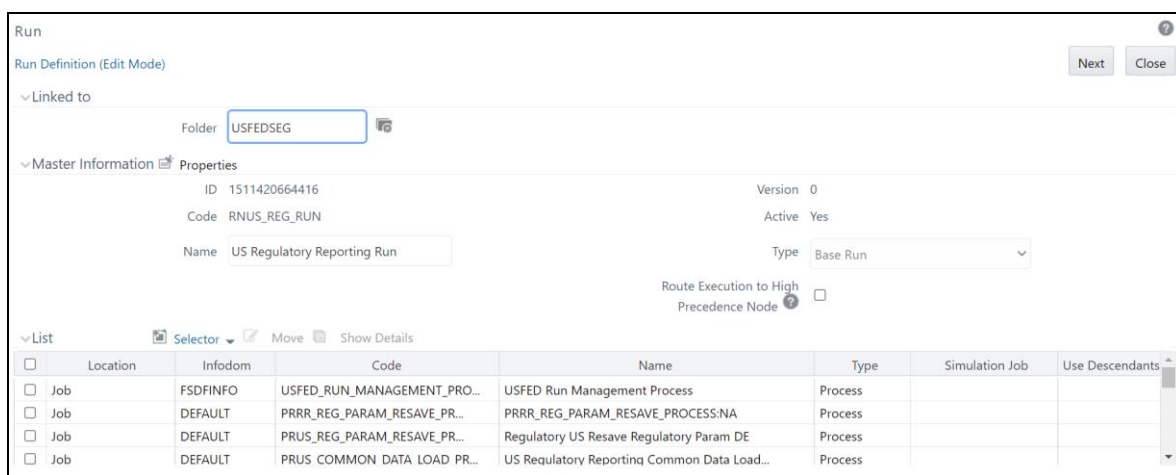 Run
Run Definition (Edit Mode) Next Close
Linked to
Folder USFEDSEG
Master Information Properties
ID 1511420664416 Version 0
Code RNUS_REG_RUN Active Yes
Name US Regulatory Reporting Run Type Base Run
Route Execution to High
Precedence Node
List Selector Move Show Details
Location Infodom Code Name Type Simulation Job Use Descendants
Job FSDFINFO USFED_RUN_MANAGEMENT_PRO... USFED Run Management Process Process
Job DEFAULT PRRR_REG_PARAM_RESAVE_PR... PRRR_REG_PARAM_RESAVE_PROCESS:NA Process
Job DEFAULT PRUS_REG_PARAM_RESAVE_PR... Regulatory US Resave Regulatory Param DE Process
Job DEFAULT PRUS_COMMON_DATA_LOAD_PR... US Regulatory Reporting Common Data Load... Process